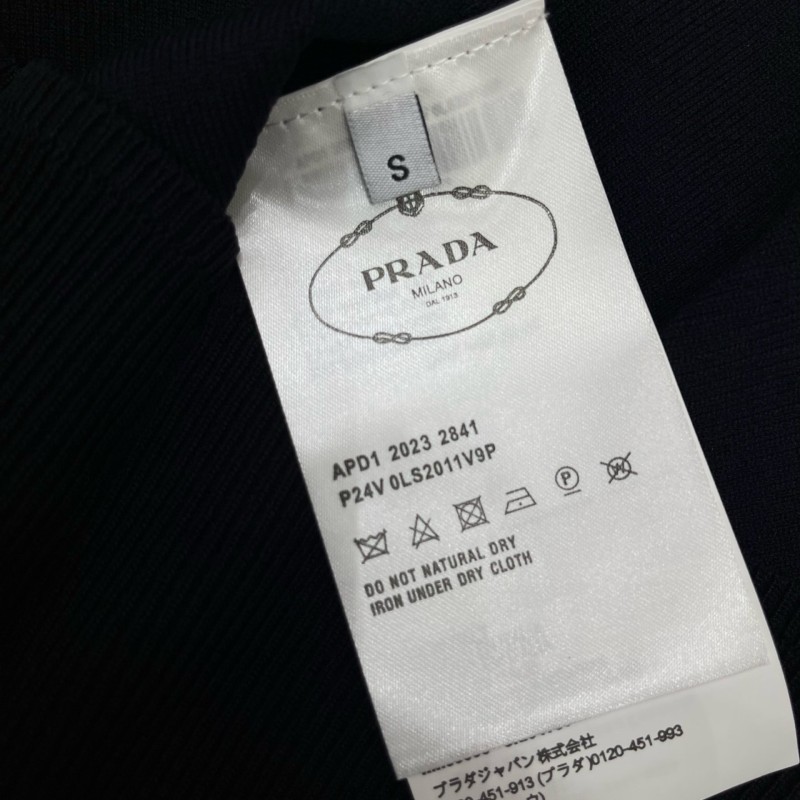 S
PRADA
MILANO
DAL 1913
APD1 2023 2841
P24V 0LS2011V9P
P
W
DO NOT NATURAL DRY
IRON UNDER DRY CLOTH
プラダジャパン株式会社
451-913 (プラダ)0120-451-993